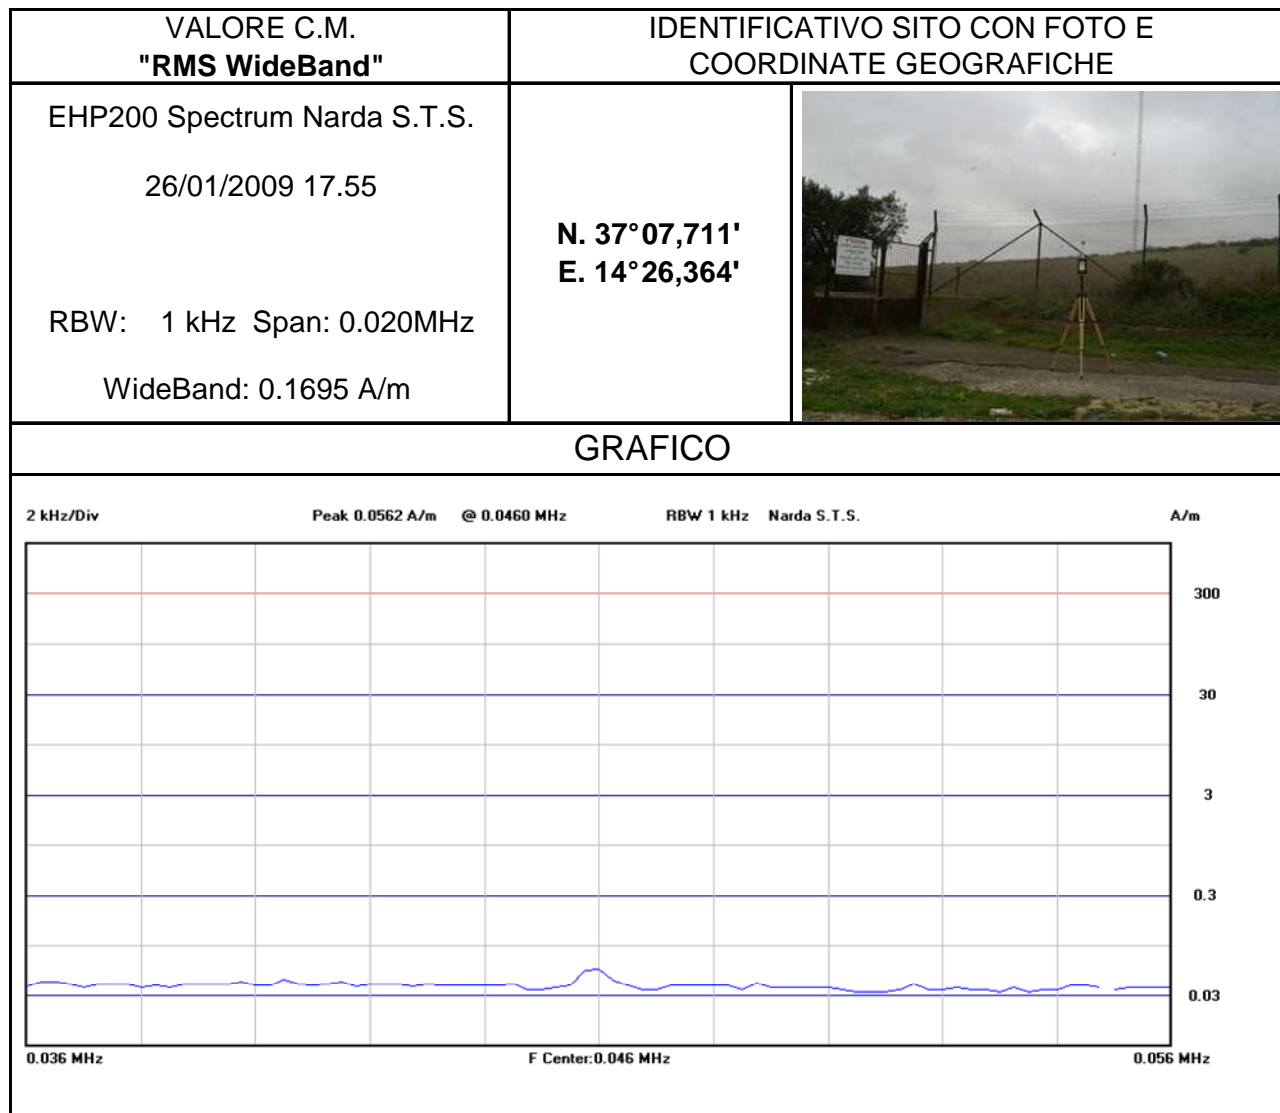 VALORE C.M.
"RMS WideBand"
IDENTIFICATIVO SITO CON FOTO E
COORDINATE GEOGRAFICHE
EHP200 Spectrum Narda S.T.S.
26/01/2009 17.55
RBW: 1 kHz Span: 0.020MHz
WideBand: 0.1695 A/m
N. 37°07,711'
E. 14°26,364'
GRAFICO
2 kHz/Div Peak 0.0562 A/m @ 0.0460 MHz RBW 1 kHz Narda S.T.S. A/m
300
30
3
0.3
0.03
0.036 MHz F Center:0.046 MHz 0.056 MHz